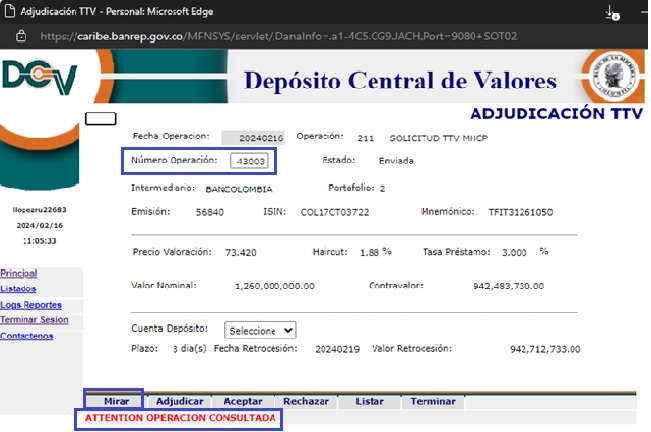 Adjudicación TTV - Personal: Microsoft Edge
https://caribe.banrep.gov.co/MFNSYS/servlet/,DanaInfo=.a1-4C5.CG9.JACH,Port=9080+SOT02
DCV
Depósito Central de Valores
ADJUDICACIÓN TTV
Fecha Operacion: 20240216 Operación: 211 SOLICITUD TTV MHCP
Número Operación: 43003 Estado: Enviada
Intermediario: BANCOLOMBIA Portafolio: 2
Emisión: 56840 ISIN: COL17CT03722 Mnemónico: TFIT31261050
llopezru22683
2024/02/16
11:05:33
Precio Valoración: 73.420 Haircut: 1.88 % Tasa Préstamo: 3.000 %
Valor Nominal: 1,260,000,000.00 Contravalor: 942,483,730.00
Principal
Listados
Logs Reportes
Terminar Sesion
Contactenos
Cuenta Depósito: Seleccione
Plazo: 3 dia(s) Fecha Retrocesión: 20240219 Valor Retrocesión: 942,712,733.00
Mirar Adjudicar Aceptar Rechazar Listar Terminar
ATTENTION OPERACION CONSULTADA